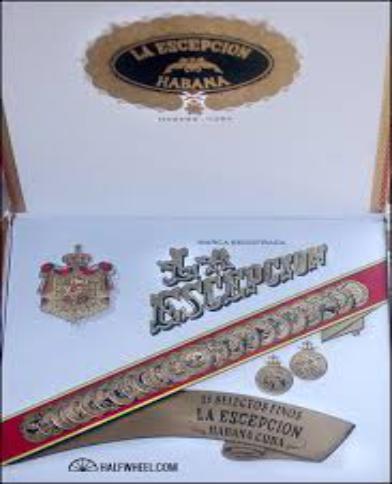 LA ESCEPCION
HABANA
HABANA - CUBA
MARCA REGISTRADA
LA
ESCEPCION
25 SELECTOS FINOS
LA ESCEPCION
HABANA CUBA
HALFWHEEL.COM